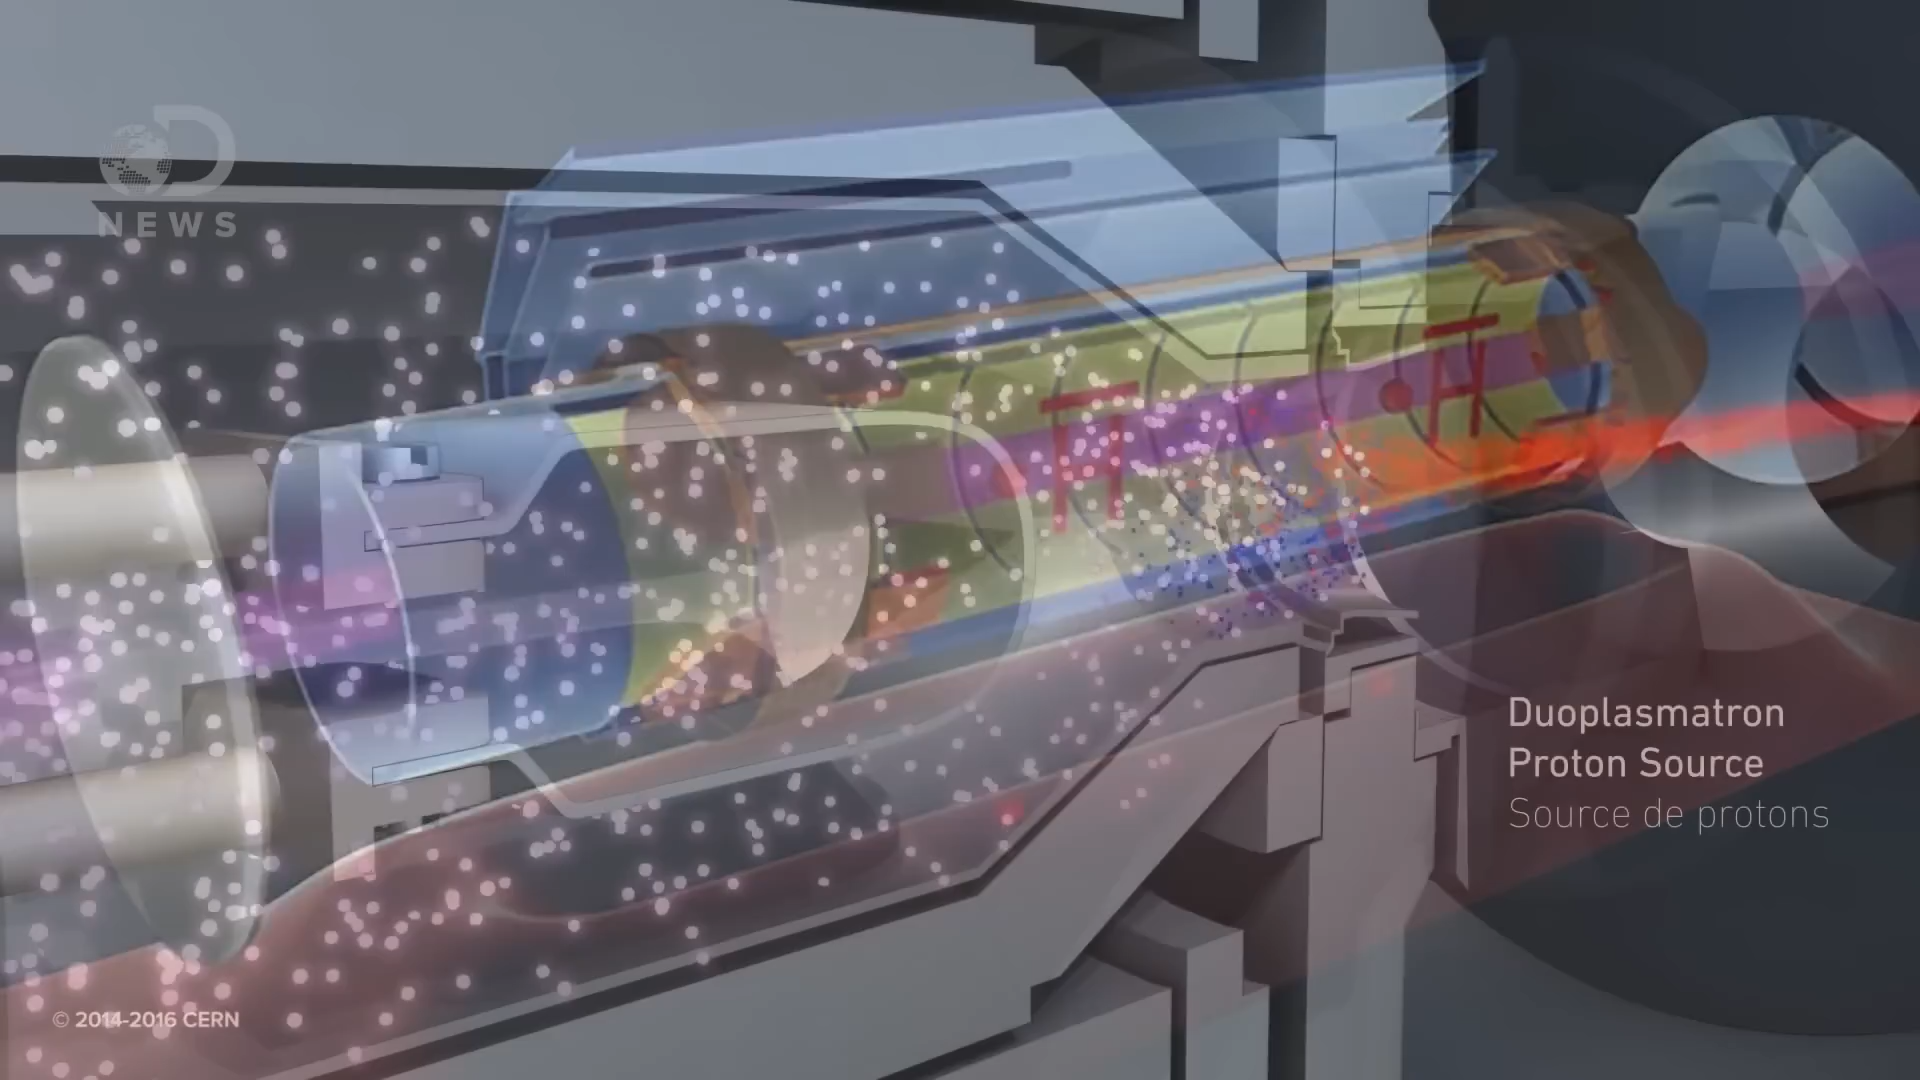 NEWS
Duoplasmatron
Proton Source
Source de protons
© 2014-2016 CERN